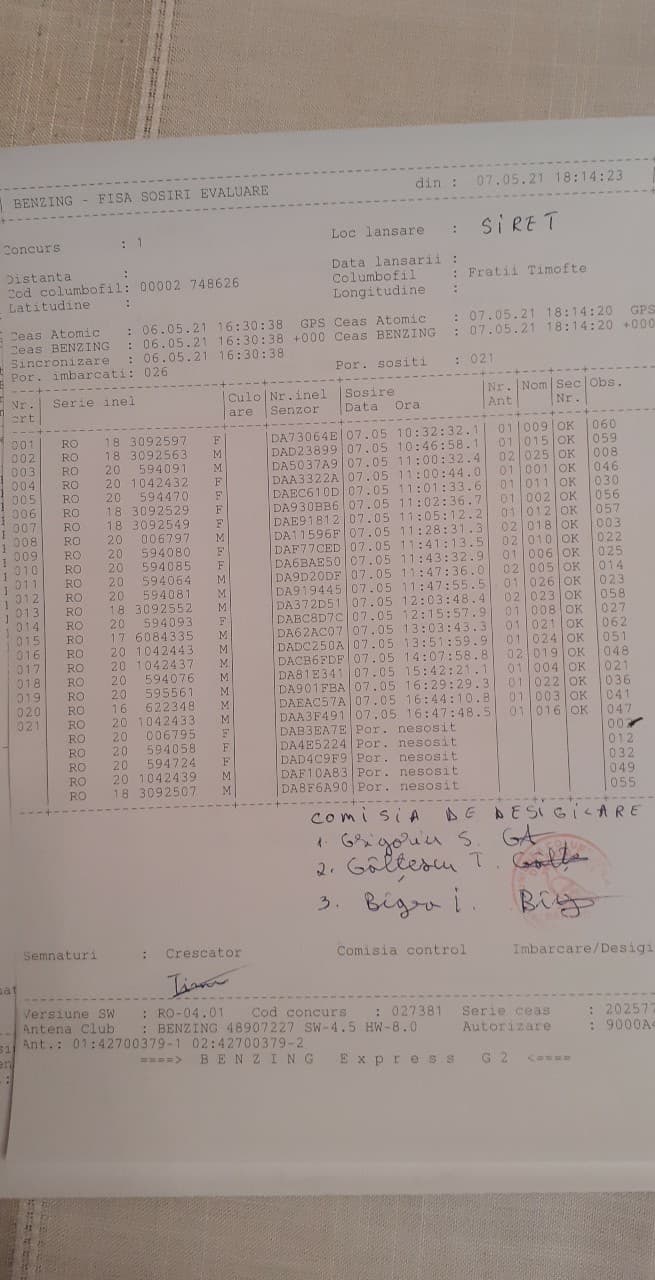 BENZING - FISA SOSIRI EVALUARE din : 07.05.21 18:14:23
Concurs : 1 Loc lansare : SIRET
Distanta : Data lansarii :
Cod columbofil: 00002 748626 Columbofil : Fratii Timofte
Latitudine : Longitudine :
Ceas Atomic : 06.05.21 16:30:38 GPS Ceas Atomic : 07.05.21 18:14:20 GPS
Ceas BENZING : 06.05.21 16:30:38 +000 Ceas BENZING : 07.05.21 18:14:20 +000
Sincronizare : 06.05.21 16:30:38
Por. imbarcati: 026 Por. sositi : 021
Nr. Serie inel Culo Nr.inel Sosire Nr. Nom Sec Obs.
crt are Senzor Data Ora Ant Nr.
001 RO 18 3092597 F DA73064E 07.05 10:32:32.1 01 009 OK 060
002 RO 18 3092563 M DAD23899 07.05 10:46:58.1 01 015 OK 059
003 RO 20 594091 M DA5037A9 07.05 11:00:32.4 02 025 OK 008
004 RO 20 1042432 F DAA3322A 07.05 11:00:44.0 01 001 OK 046
005 RO 20 594470 F DAEC610D 07.05 11:01:33.6 01 011 OK 030
006 RO 18 3092529 F DA930BB6 07.05 11:02:36.7 01 002 OK 056
007 RO 18 3092549 F DAE91812 07.05 11:05:12.2 01 012 OK 057
008 RO 20 006797 M DA11596F 07.05 11:28:31.3 02 018 OK 003
009 RO 20 594080 F DAF77CED 07.05 11:41:13.5 02 010 OK 022
010 RO 20 594085 F DA6BAE50 07.05 11:43:32.9 01 006 OK 025
011 RO 20 594064 M DA9D20DF 07.05 11:47:36.0 02 005 OK 014
012 RO 20 594081 M DA919445 07.05 11:47:55.5 01 026 OK 023
013 RO 18 3092552 M DA372D51 07.05 12:03:48.4 02 023 OK 058
014 RO 20 594093 F DABC8D7C 07.05 12:15:57.9 01 008 OK 027
015 RO 17 6084335 M DA62AC07 07.05 13:03:43.3 01 021 OK 062
016 RO 20 1042443 M DADC250A 07.05 13:51:59.9 01 024 OK 051
017 RO 20 1042437 M DACB6FDF 07.05 14:07:58.8 02 019 OK 048
018 RO 20 594076 M DA81E341 07.05 15:42:21.1 01 004 OK 021
019 RO 20 595561 M DA901FBA 07.05 16:29:29.3 01 022 OK 036
020 RO 16 622348 M DAEAC57A 07.05 16:44:10.8 01 003 OK 041
021 RO 20 1042433 M DAA3F491 07.05 16:47:48.5 01 016 OK 047
RO 20 006795 F DAB3EA7E Por. nesosit 002
RO 20 594058 F DA4E5224 Por. nesosit 012
RO 20 594724 F DAD4C9F9 Por. nesosit 032
RO 20 1042439 M DAF10A83 Por. nesosit 049
RO 18 3092507 M DA8F6A90 Por. nesosit 055
COMISIA DE DESIGILARE
1. Grigoriu S.
2. Gâlțescu T.
3. Bigea I.
Semnaturi : Crescator Comisia control Imbarcare/Desigi
Versiune SW : RO-04.01 Cod concurs : 027381 Serie ceas : 202577
Antena Club : BENZING 48907227 SW-4.5 HW-8.0 Autorizare : 9000A4
Ant.: 01:42700379-1 02:42700379-2
====> B E N Z I N G E x p r e s s G 2 <====